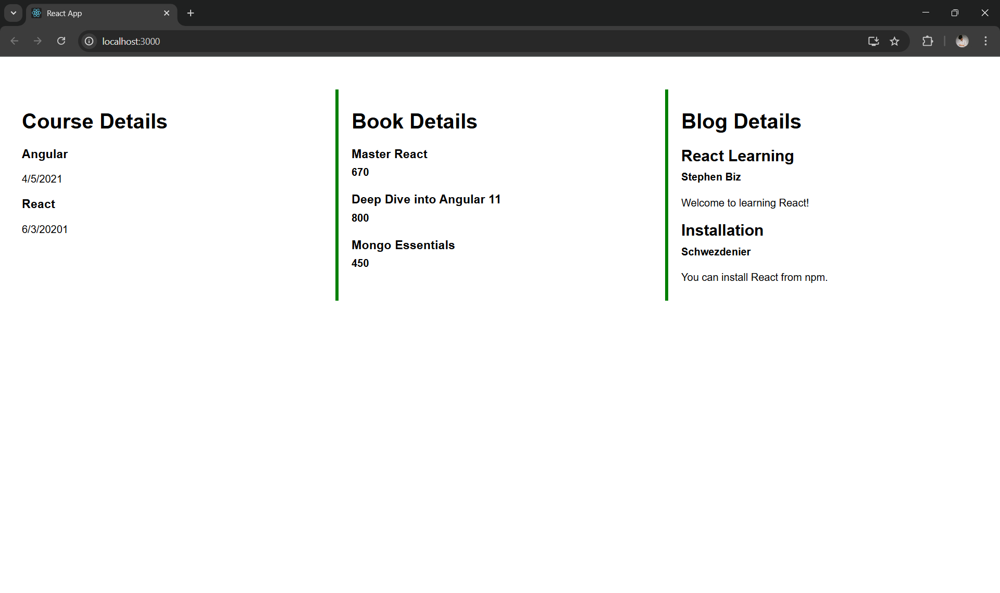 React App
localhost:3000
Course Details
Angular
4/5/2021
React
6/3/20201
Book Details
Master React
670
Deep Dive into Angular 11
800
Mongo Essentials
450
Blog Details
React Learning
Stephen Biz
Welcome to learning React!
Installation
Schwezdenier
You can install React from npm.